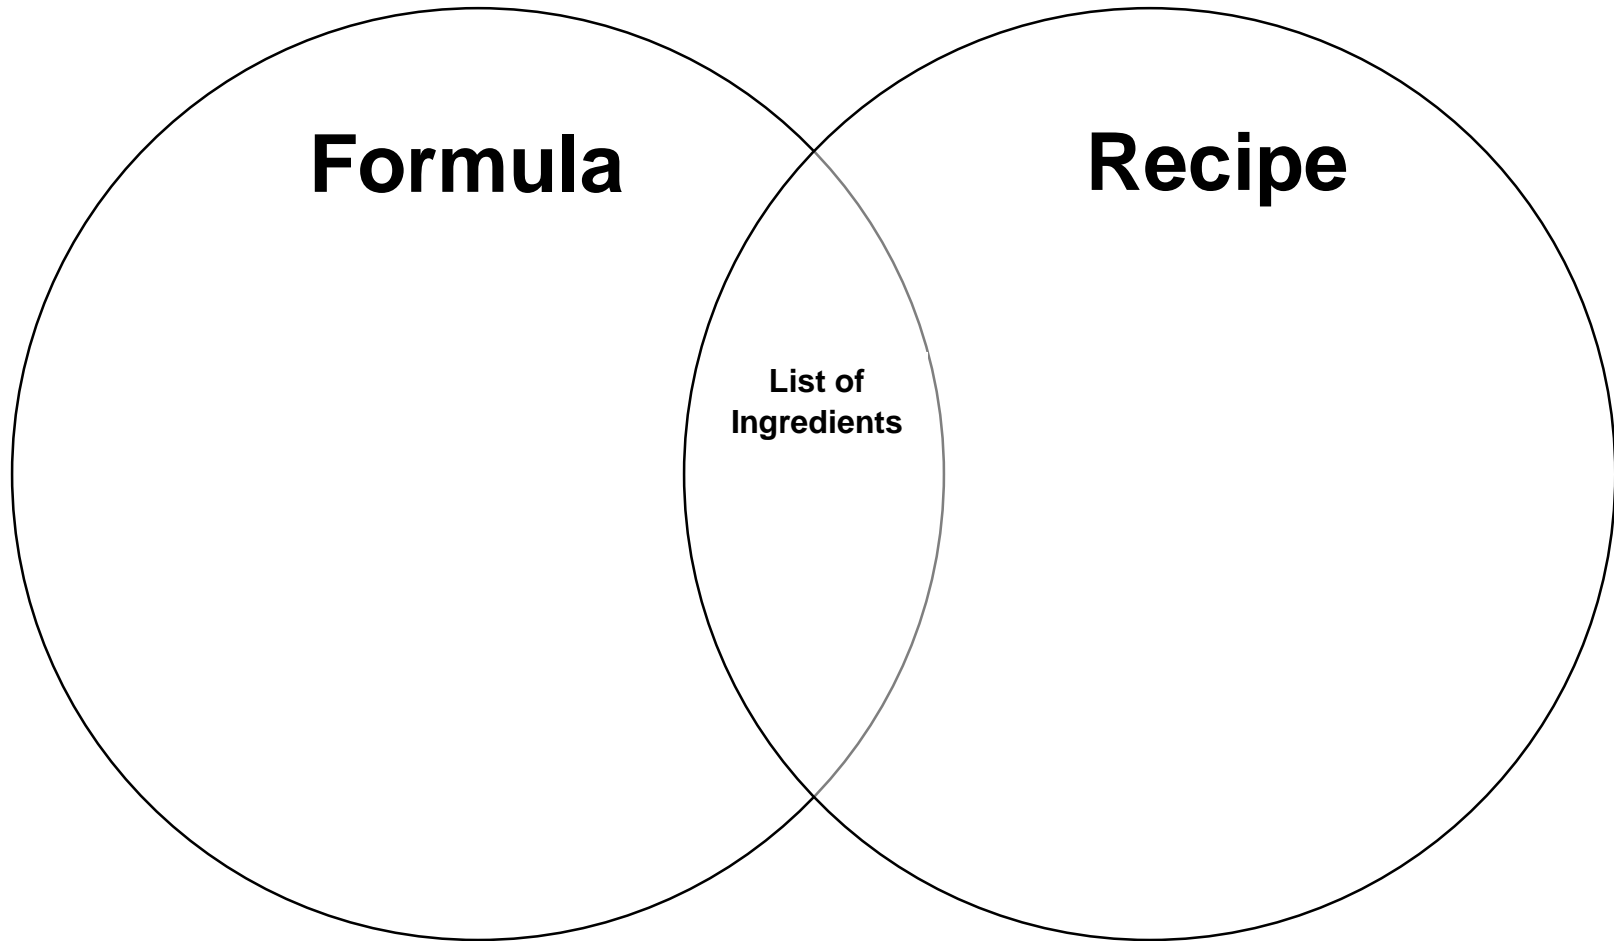 Formula
Recipe
List of
Ingredients